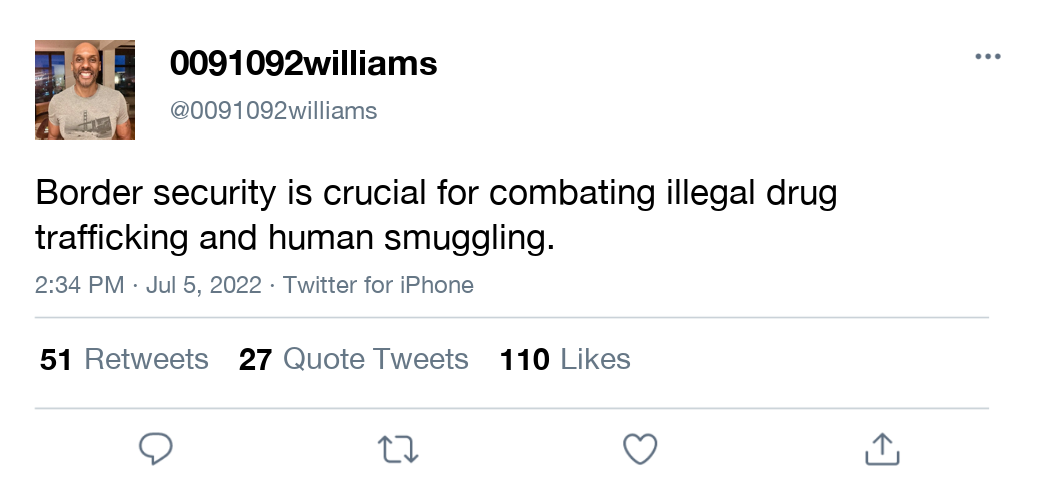 0091092williams
@0091092williams
Border security is crucial for combating illegal drug
trafficking and human smuggling.
2:34 PM · Jul 5, 2022 · Twitter for iPhone
51 Retweets 27 Quote Tweets 110 Likes